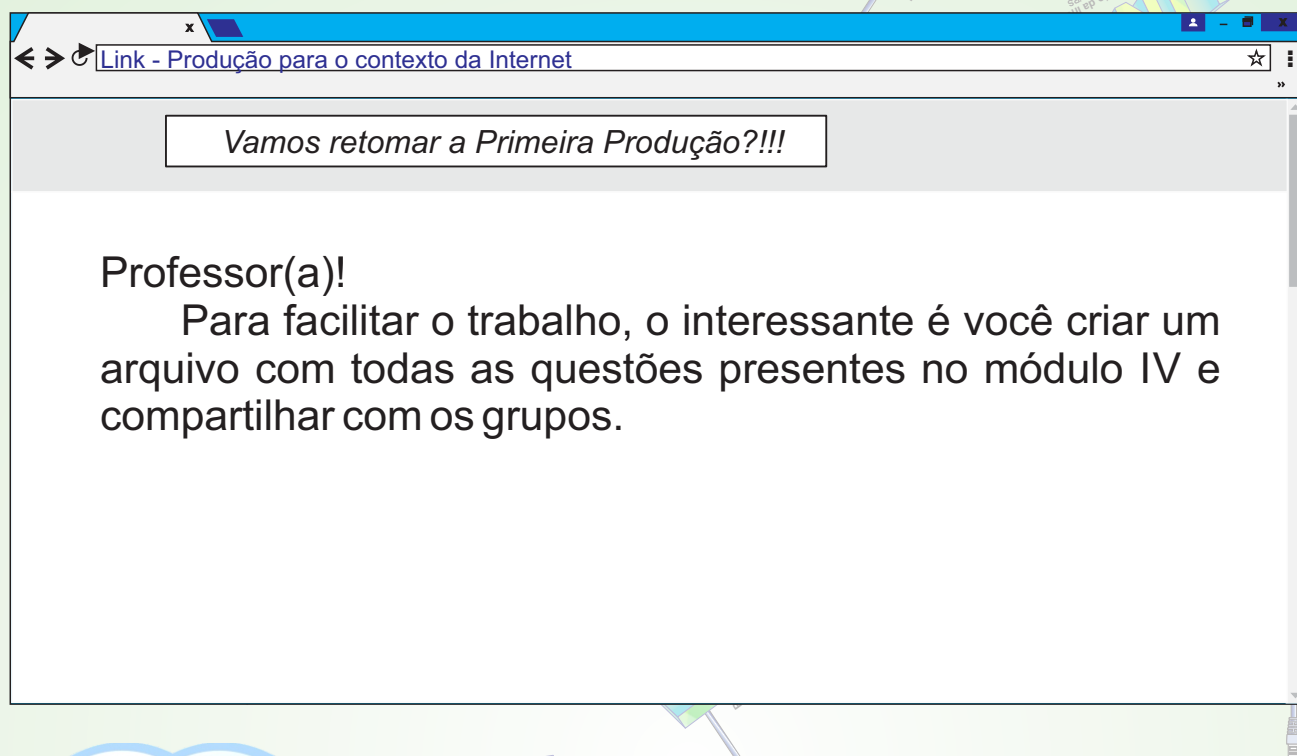 x
x
Link - Produção para o contexto da Internet
»
Vamos retomar a Primeira Produção?!!!
Professor(a)!
Para facilitar o trabalho, o interessante é você criar um
arquivo com todas as questões presentes no módulo IV e
compartilhar com os grupos.